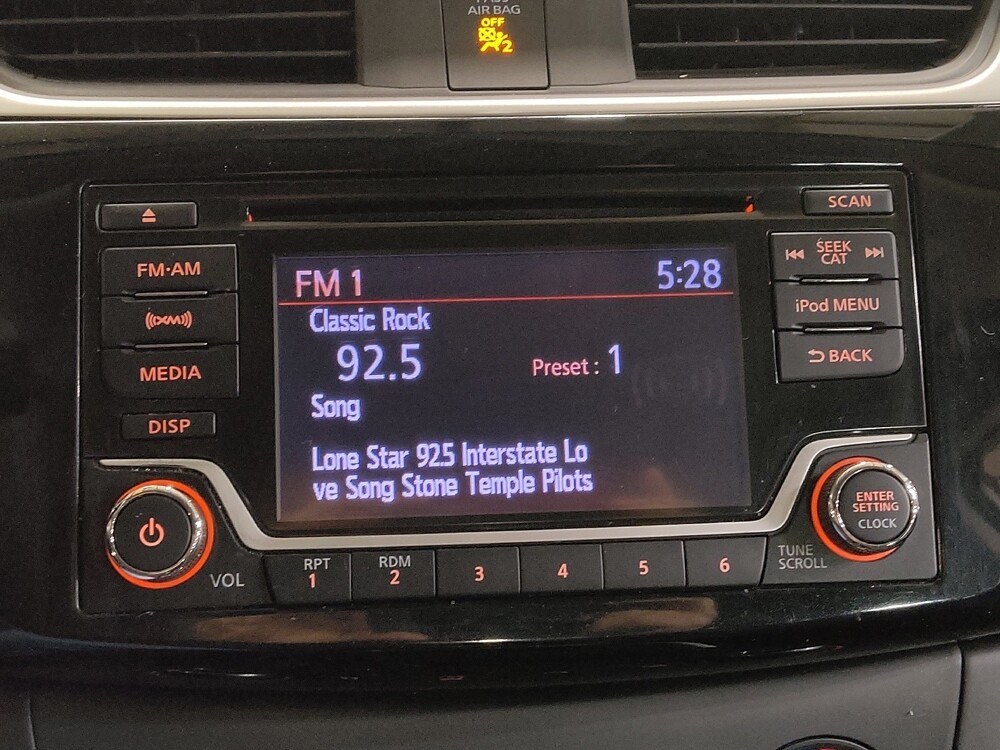 PASS
AIR BAG
OFF
2
SCAN
FM·AM
SEEK
CAT
XM
iPod MENU
MEDIA
BACK
DISP
FM 1 5:28
Classic Rock
92.5 Preset : 1
Song
Lone Star 92.5 Interstate Lo
ve Song Stone Temple Pilots
ENTER
SETTING
CLOCK
VOL
RPT
1
RDM
2
3
4
5
6
TUNE
SCROLL